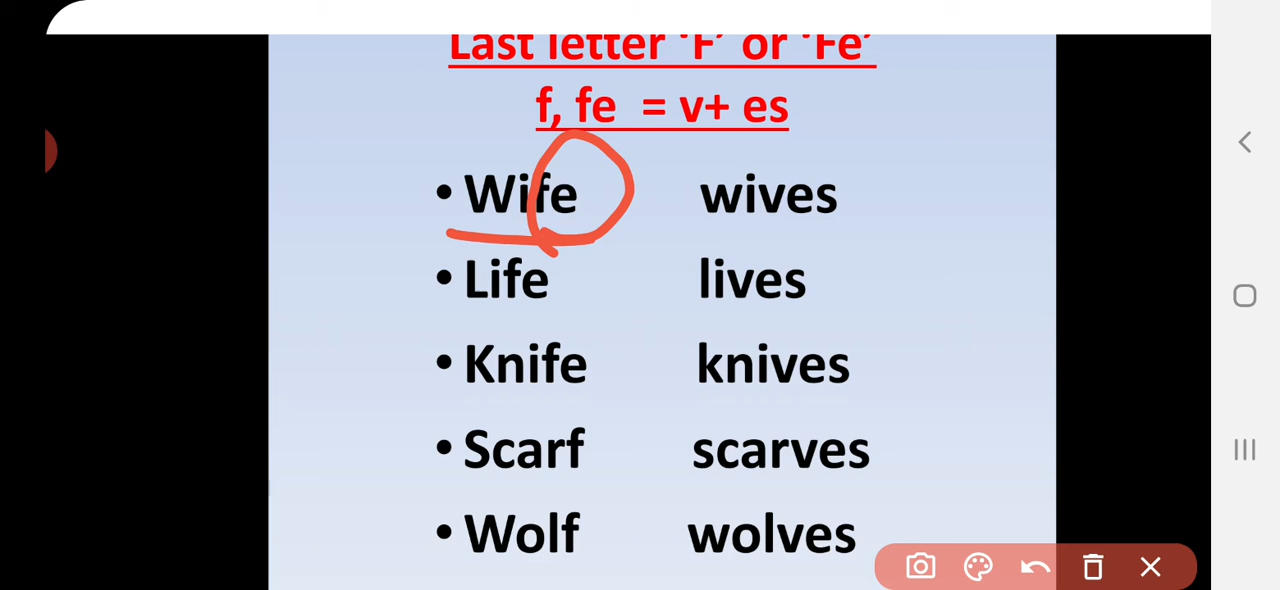 Last letter ‘F’ or ‘Fe’
f, fe = v+ es
• Wife wives
• Life lives
• Knife knives
• Scarf scarves
• Wolf wolves